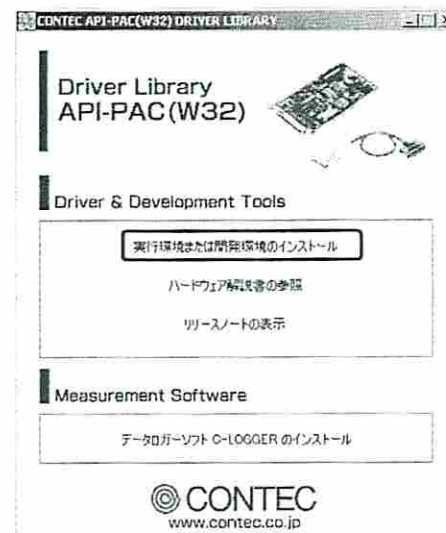 CONTEC API-PAC(W32) DRIVER LIBRARY
Driver Library
API-PAC(W32)
Driver & Development Tools
実行環境または開発環境のインストール
ハードウェア解説書の参照
リリースノートの表示
Measurement Software
データロガーソフト C-LOGGER のインストール
CONTEC
www.contec.co.jp